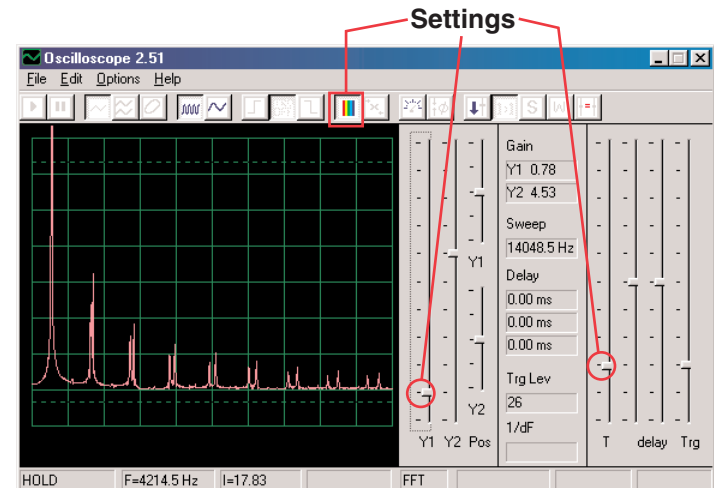 Settings
Oscilloscope 2.51
File Edit Options Help
Gain
Y1 0.78
Y2 4.53
Sweep
14048.5 Hz
Y1
Delay
0.00 ms
0.00 ms
0.00 ms
Trg Lev
26
Y2
1/dF
Y1 Y2 Pos
T delay Trg
HOLD F=4214.5 Hz I=17.83 FFT